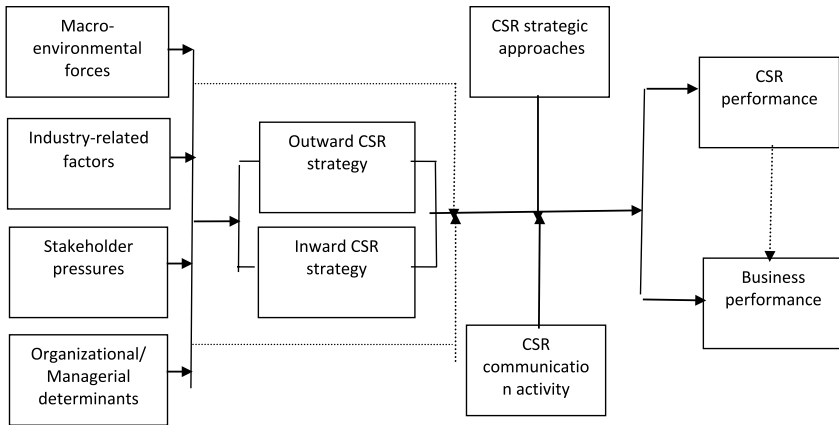 Macro-
environmental
forces
Industry-related
factors
Stakeholder
pressures
Organizational/
Managerial
determinants
Outward CSR
strategy
Inward CSR
strategy
CSR strategic
approaches
CSR
communicatio
n activity
CSR
performance
Business
performance